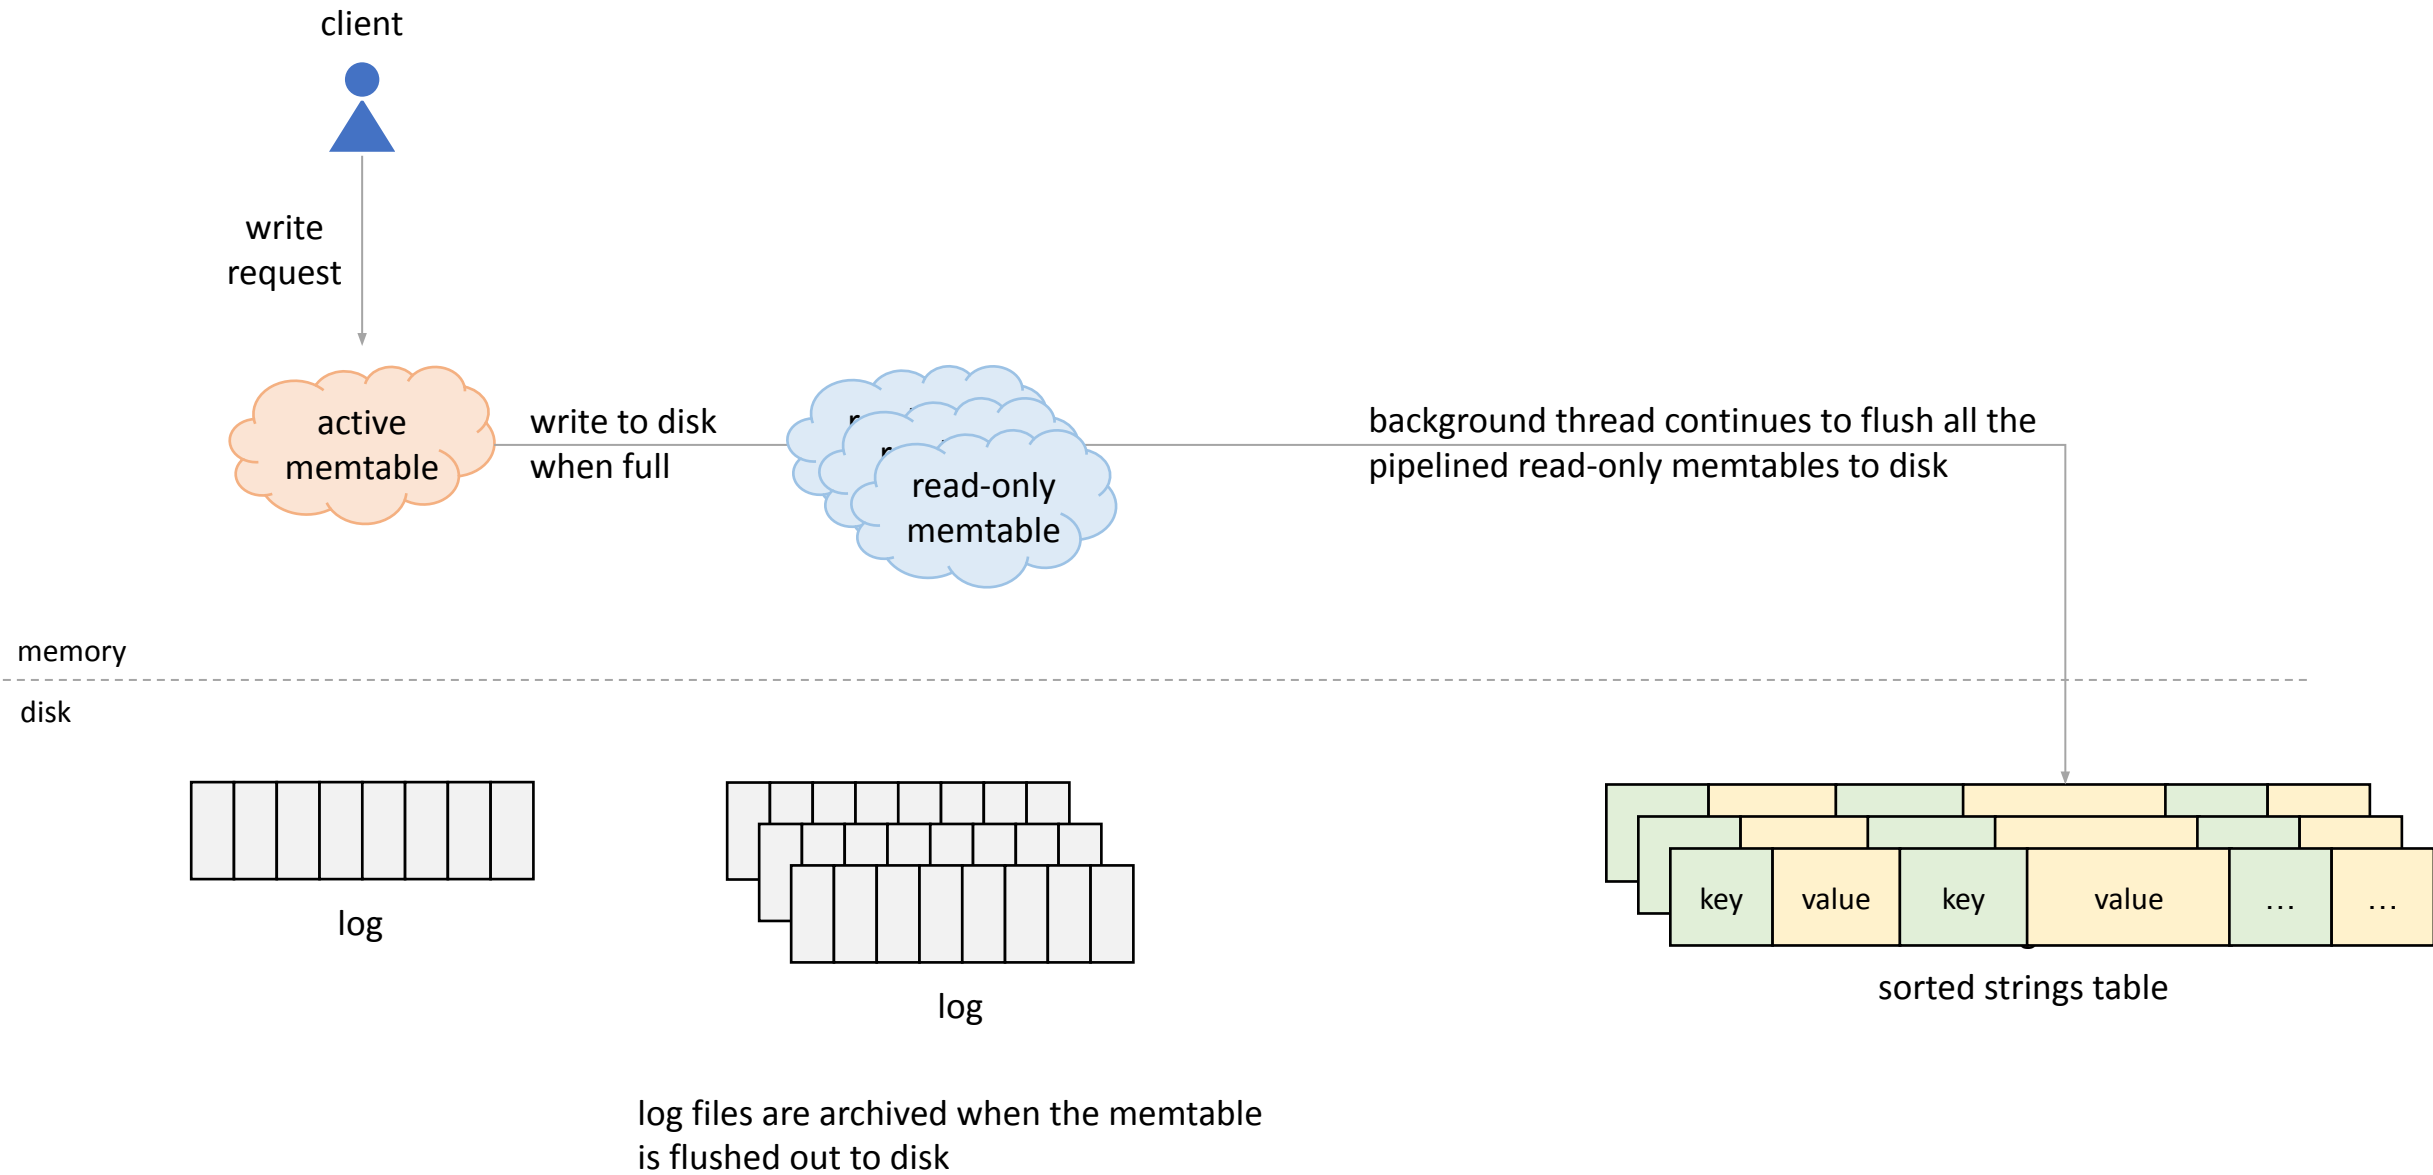 client
write
request
active
memtable
write to disk
when full
read-only
memtable
background thread continues to flush all the
pipelined read-only memtables to disk
memory
disk
log
log
key value key value … …
sorted strings table
log files are archived when the memtable
is flushed out to disk